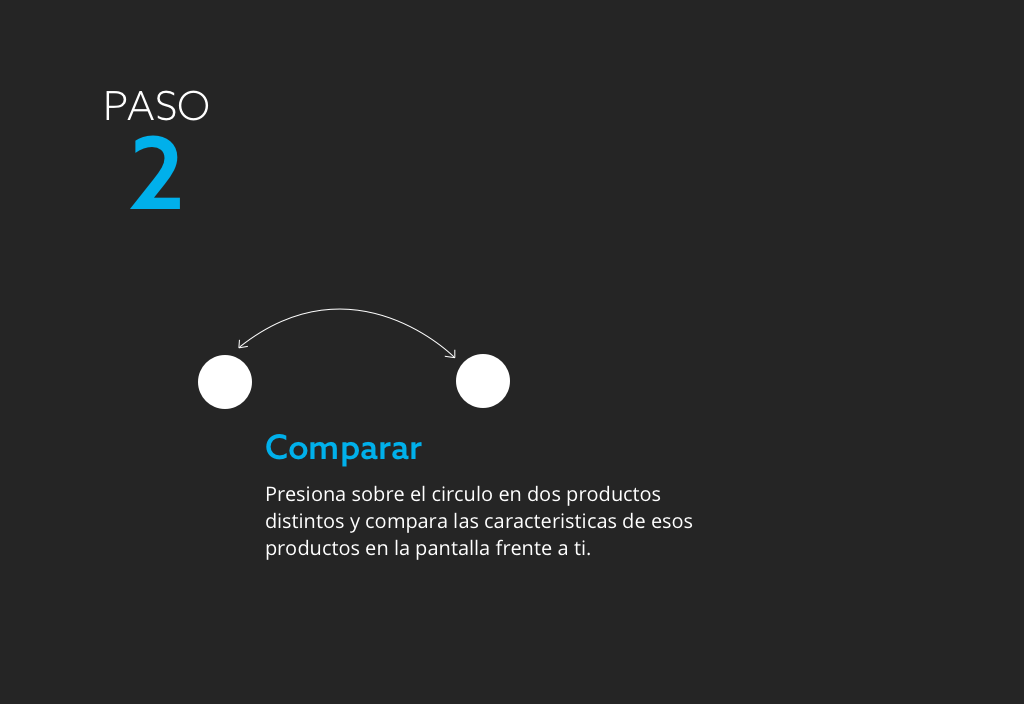 PASO
2
Comparar
Presiona sobre el circulo en dos productos
distintos y compara las caracteristicas de esos
productos en la pantalla frente a ti.